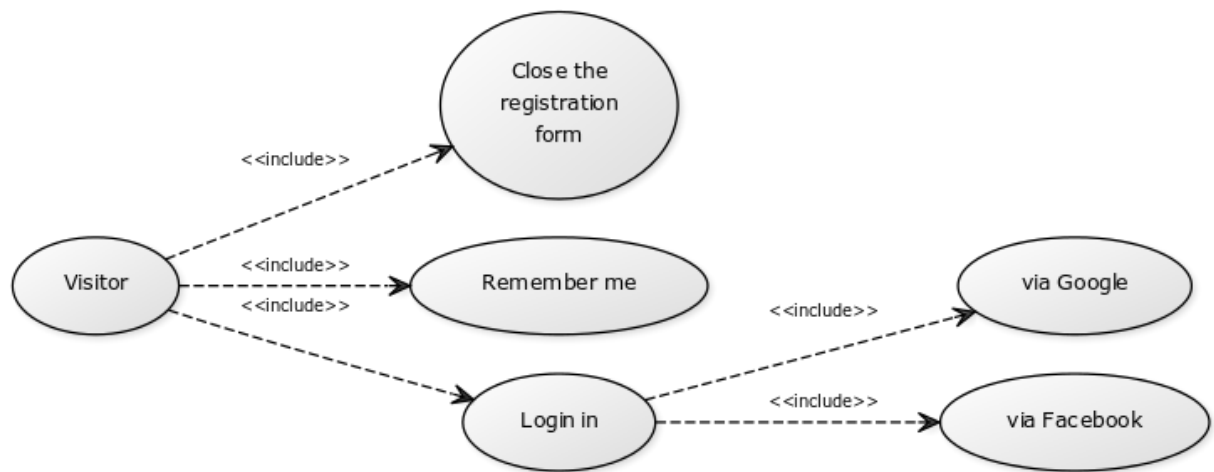 Close the
registration
form
<<include>>
Visitor
<<include>>
Remember me
<<include>>
via Google
<<include>>
Login in
<<include>>
via Facebook